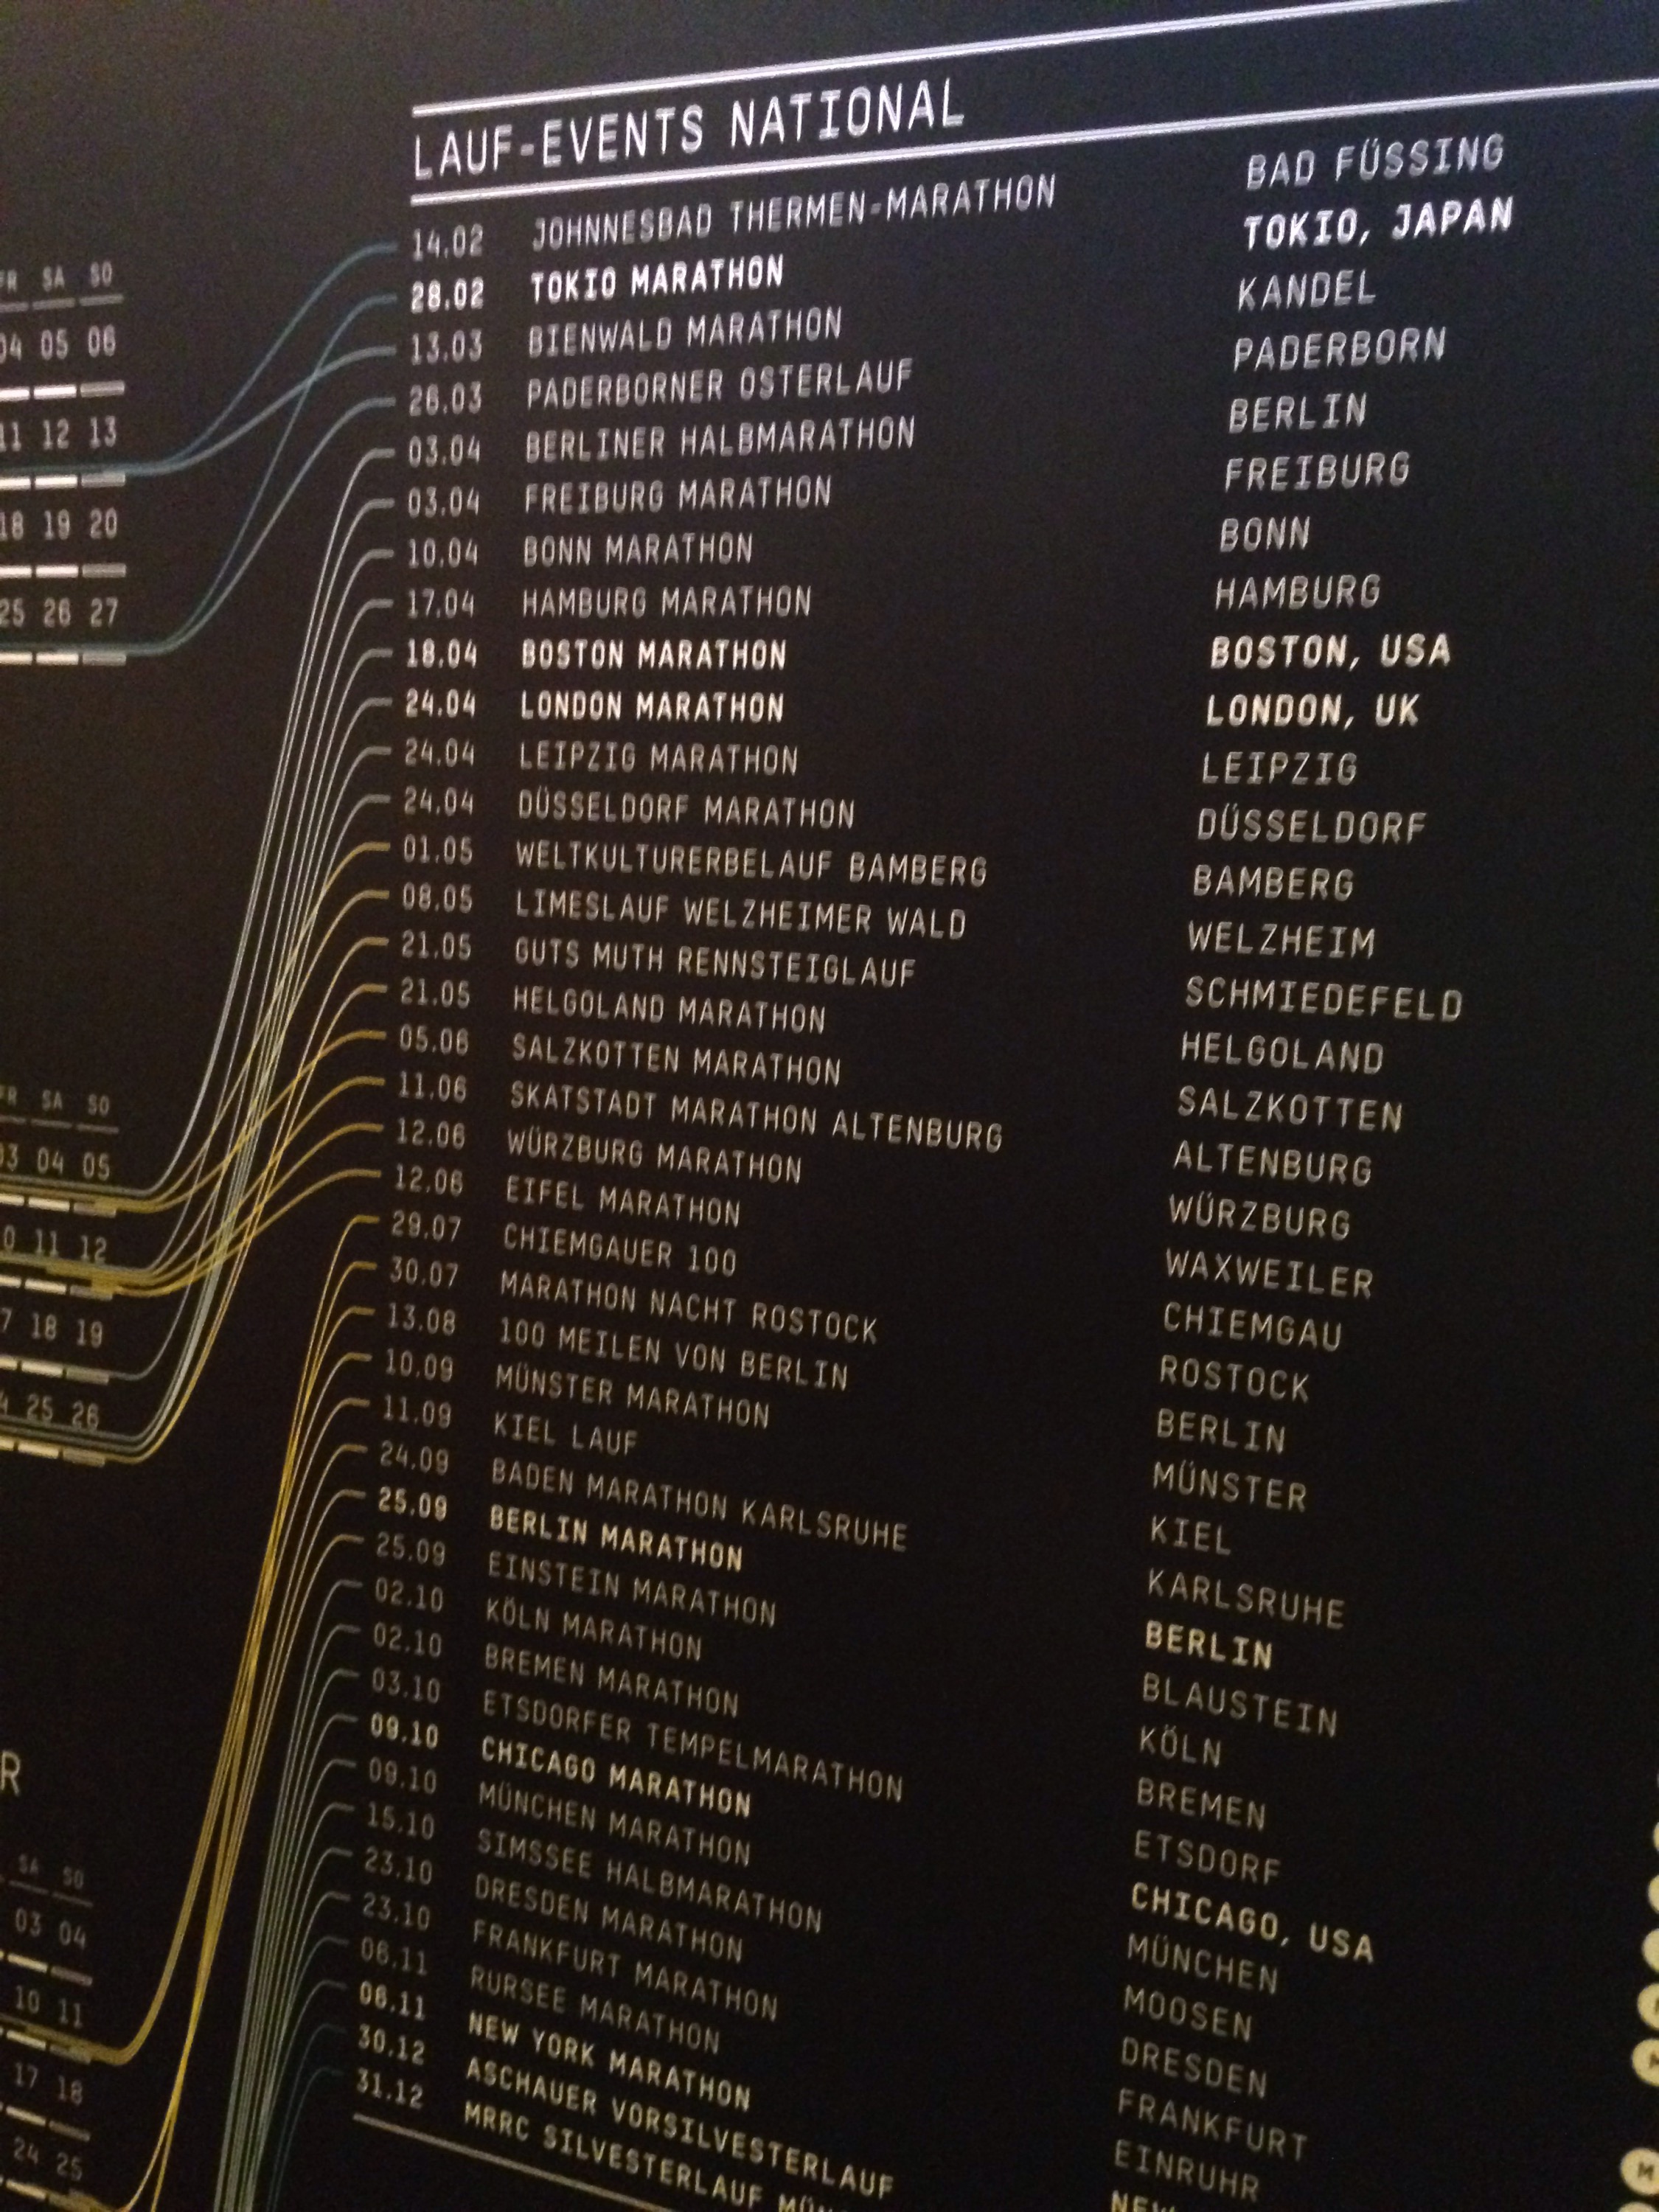 LAUF-EVENTS NATIONAL
14.02 JOHNNESBAD THERMEN-MARATHON BAD FÜSSING
28.02 TOKIO MARATHON TOKIO, JAPAN
13.03 BIENWALD MARATHON KANDEL
26.03 PADERBORNER OSTERLAUF PADERBORN
03.04 BERLINER HALBMARATHON BERLIN
03.04 FREIBURG MARATHON FREIBURG
10.04 BONN MARATHON BONN
17.04 HAMBURG MARATHON HAMBURG
18.04 BOSTON MARATHON BOSTON, USA
24.04 LONDON MARATHON LONDON, UK
24.04 LEIPZIG MARATHON LEIPZIG
24.04 DÜSSELDORF MARATHON DÜSSELDORF
01.05 WELTKULTURERBELAUF BAMBERG BAMBERG
08.05 LIMESLAUF WELZHEIMER WALD WELZHEIM
21.05 GUTS MUTH RENNSTEIGLAUF SCHMIEDEFELD
21.05 HELGOLAND MARATHON HELGOLAND
05.06 SALZKOTTEN MARATHON SALZKOTTEN
11.06 SKATSTADT MARATHON ALTENBURG ALTENBURG
12.06 WÜRZBURG MARATHON WÜRZBURG
12.06 EIFEL MARATHON WAXWEILER
29.07 CHIEMGAUER 100 CHIEMGAU
30.07 MARATHON NACHT ROSTOCK ROSTOCK
13.08 100 MEILEN VON BERLIN BERLIN
10.09 MÜNSTER MARATHON MÜNSTER
11.09 KIEL LAUF KIEL
24.09 BADEN MARATHON KARLSRUHE KARLSRUHE
25.09 BERLIN MARATHON BERLIN
25.09 EINSTEIN MARATHON BLAUSTEIN
02.10 KÖLN MARATHON KÖLN
02.10 BREMEN MARATHON BREMEN
03.10 ETSDORFER TEMPELMARATHON ETSDORF
09.10 CHICAGO MARATHON CHICAGO, USA
09.10 MÜNCHEN MARATHON MÜNCHEN
15.10 SIMSSEE HALBMARATHON MOOSEN
23.10 DRESDEN MARATHON DRESDEN
23.10 FRANKFURT MARATHON FRANKFURT
06.11 RURSEE MARATHON EINRUHR
06.11 NEW YORK MARATHON
30.12 ASCHAUER VORSILVESTERLAUF
31.12 MRRC SILVESTERLAUF
SA SO
05 06
11 12 13
18 19 20
25 26 27
SA SO
04 05
11 12
18 19
25 26
SA SO
03 04
10 11
17 18
24 25